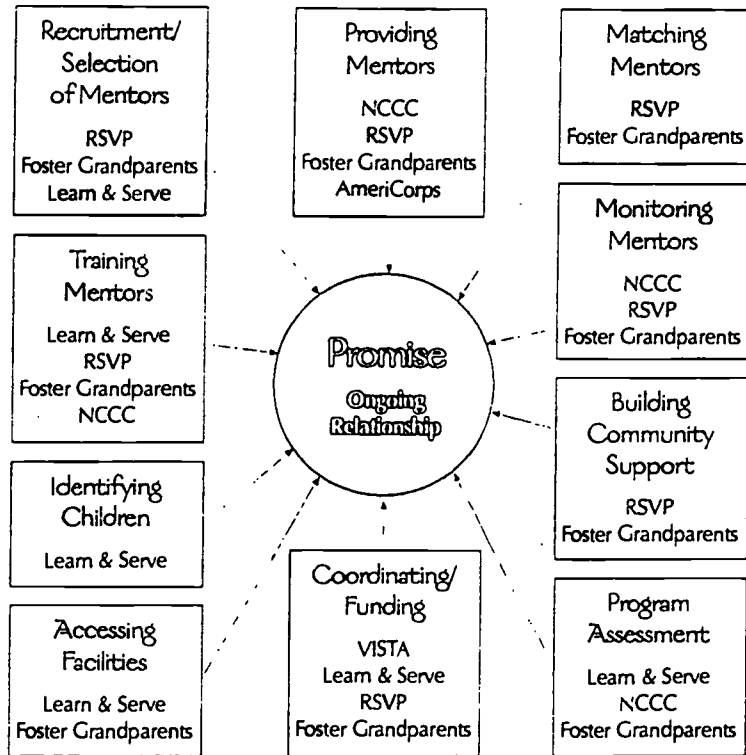 Recruitment/
Selection
of Mentors
RSVP
Foster Grandparents
Learn & Serve
Providing
Mentors
NCCC
RSVP
Foster Grandparents
AmeriCorps
Matching
Mentors
RSVP
Foster Grandparents
Training
Mentors
Learn & Serve
RSVP
Foster Grandparents
NCCC
Promise
Ongoing
Relationship
Monitoring
Mentors
NCCC
RSVP
Foster Grandparents
Identifying
Children
Learn & Serve
Building
Community
Support
RSVP
Foster Grandparents
Accessing
Facilities
Learn & Serve
Foster Grandparents
Coordinating/
Funding
VISTA
Learn & Serve
RSVP
Foster Grandparents
Program
Assessment
Learn & Serve
NCCC
Foster Grandparents